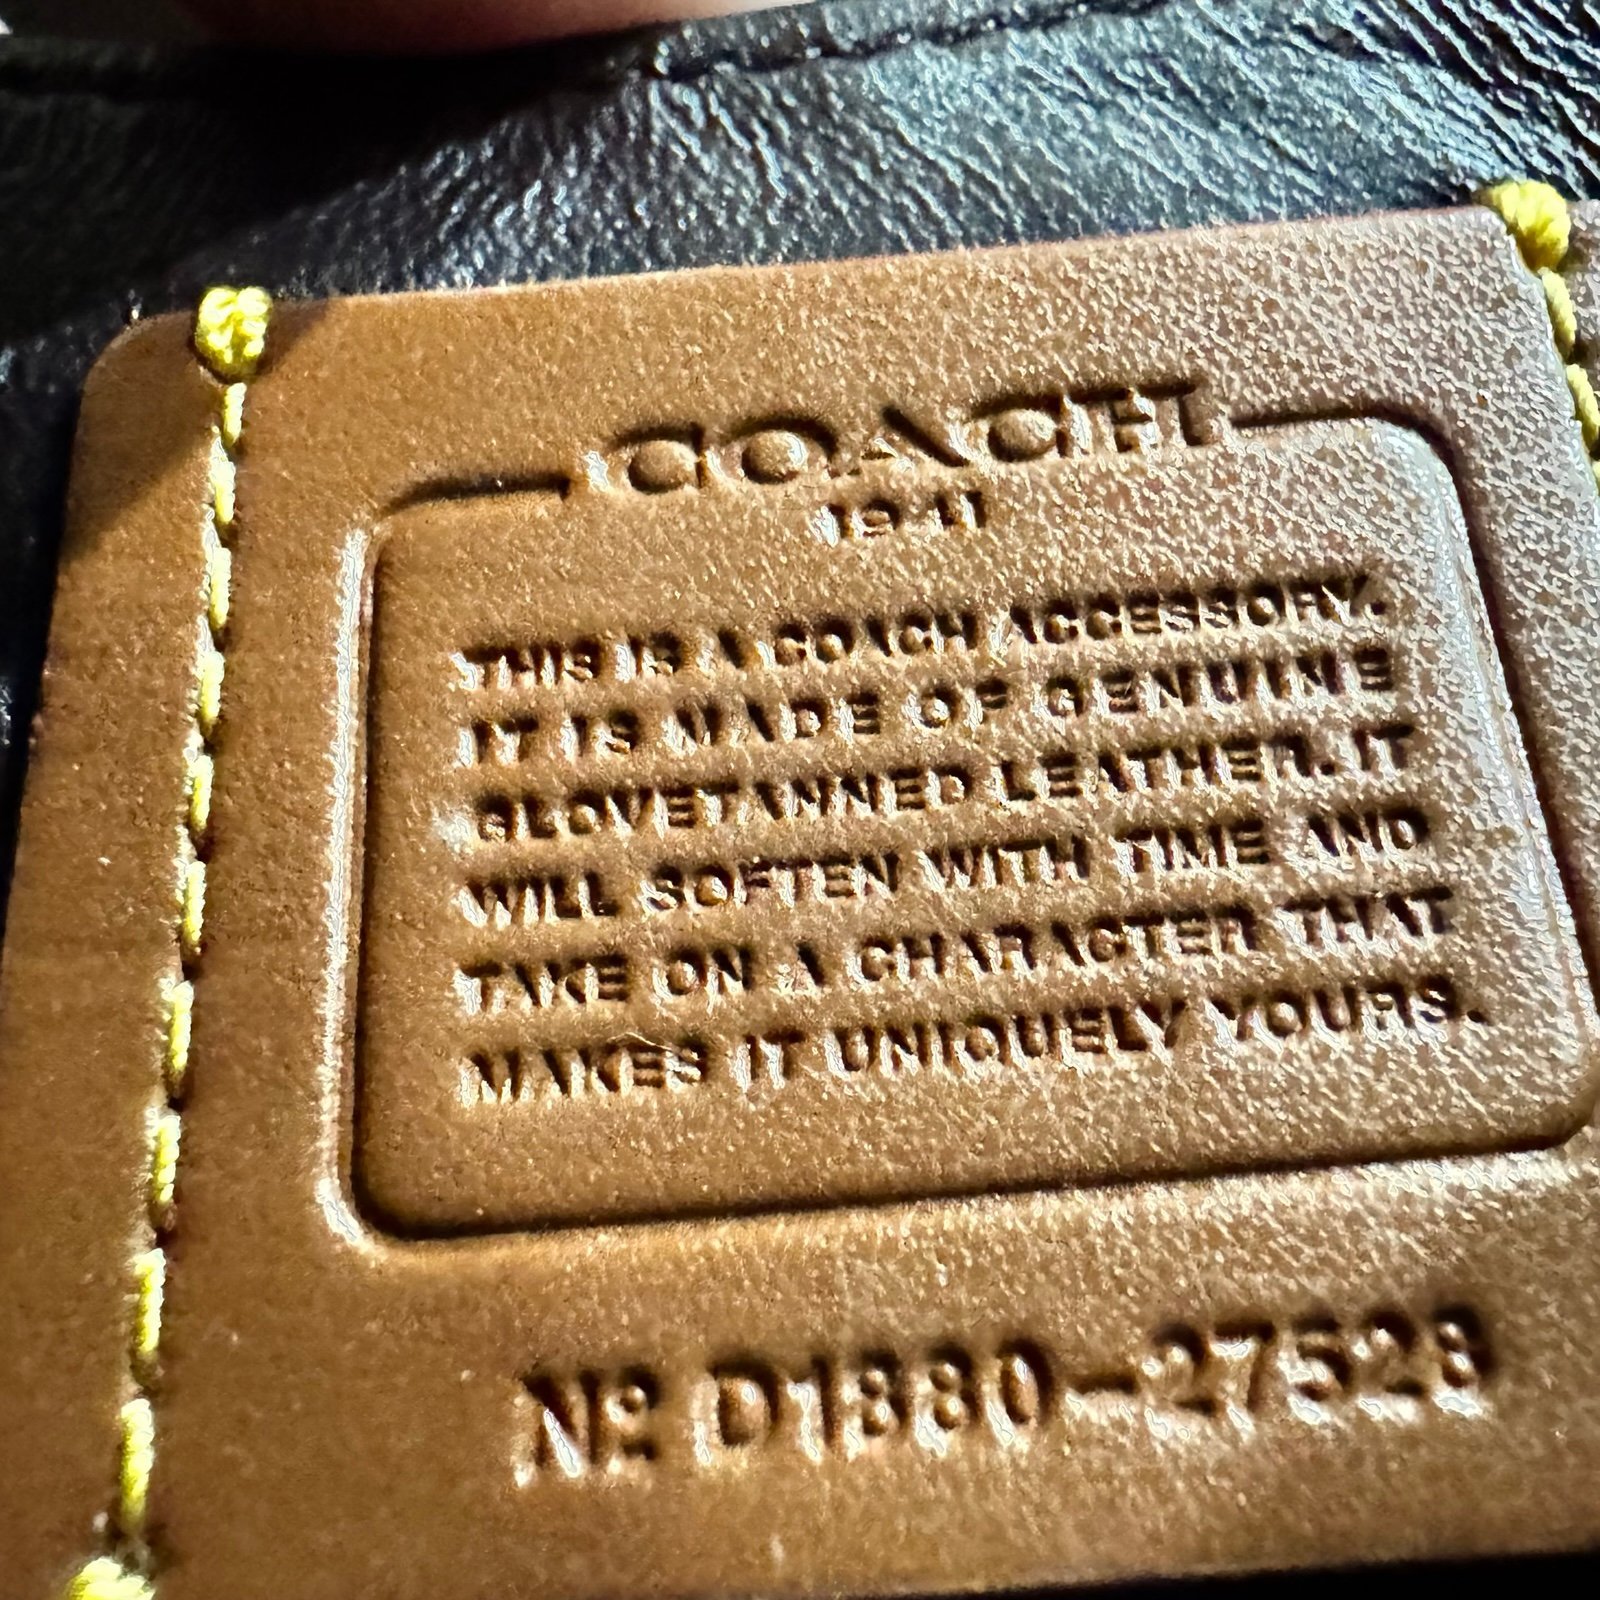 COACH
1941
THIS IS A COACH ACCESSORY.
IT IS MADE OF GENUINE
GLOVETANNED LEATHER. IT
WILL SOFTEN WITH TIME AND
TAKE ON A CHARACTER THAT
MAKES IT UNIQUELY YOURS.
Nº D1880-27528